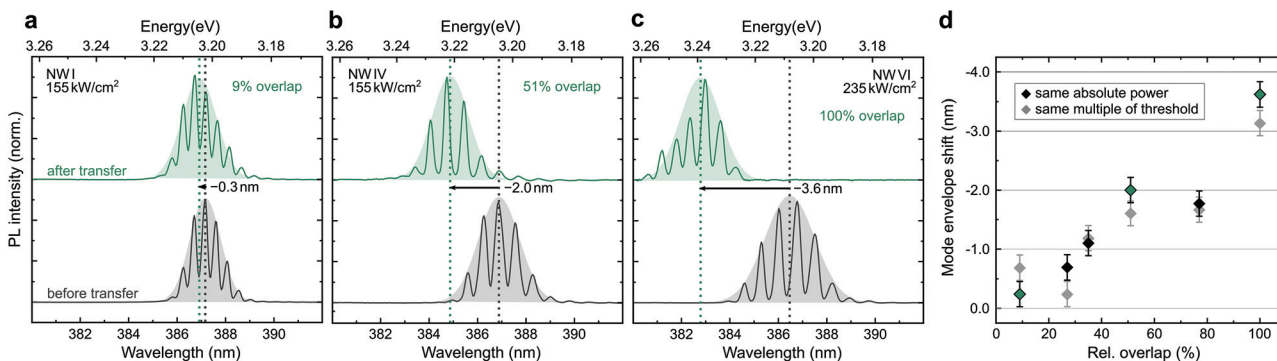 a
Energy(eV)
3.26 3.24 3.22 3.20 3.18
NW I
155 kW/cm²
9% overlap
after transfer
−0.3 nm
before transfer
PL intensity (norm.)
382 384 386 388 390
Wavelength (nm)
b
Energy(eV)
3.26 3.24 3.22 3.20 3.18
NW IV
155 kW/cm²
51% overlap
−2.0 nm
382 384 386 388 390
Wavelength (nm)
c
Energy(eV)
3.26 3.24 3.22 3.20 3.18
NW VI
235 kW/cm²
100% overlap
−3.6 nm
382 384 386 388 390
Wavelength (nm)
d
Mode envelope shift (nm)
-4.0
-3.0
-2.0
-1.0
0.0
same absolute power
same multiple of threshold
0 20 40 60 80 100
Rel. overlap (%)